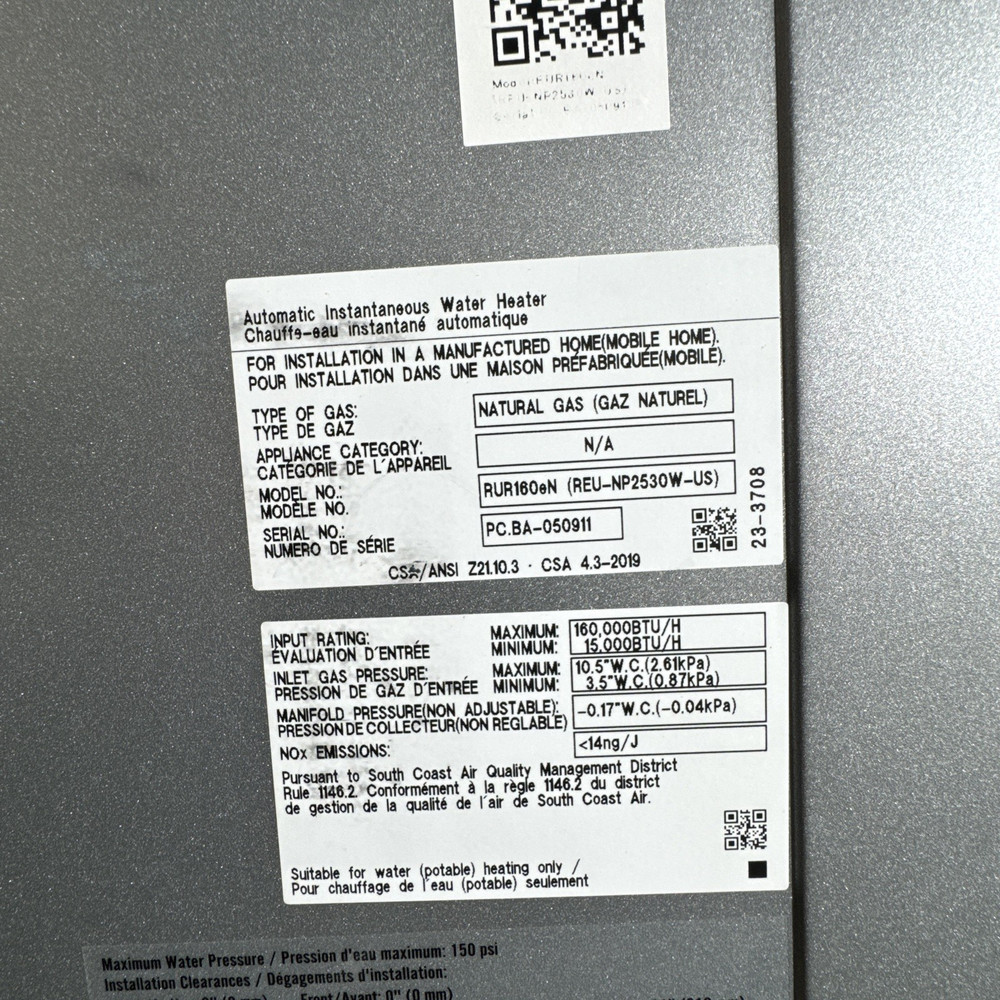 Automatic Instantaneous Water Heater
Chauffe-eau instantané automatique
FOR INSTALLATION IN A MANUFACTURED HOME(MOBILE HOME).
POUR INSTALLATION DANS UNE MAISON PRÉFABRIQUÉE(MOBILE).
TYPE OF GAS:
TYPE DE GAZ
NATURAL GAS (GAZ NATUREL)
APPLIANCE CATEGORY:
CATÉGORIE DE L'APPAREIL
N/A
MODEL NO.:
MODÈLE NO.
RUR160eN (REU-NP2530W-US)
SERIAL NO.:
NUMERO DE SÉRIE
PC.BA-050911
23-3708
CSA/ANSI Z21.10.3 · CSA 4.3-2019
INPUT RATING: MAXIMUM: 160,000BTU/H
ÉVALUATION D'ENTRÉE MINIMUM: 15,000BTU/H
INLET GAS PRESSURE: MAXIMUM: 10.5"W.C.(2.61kPa)
PRESSION DE GAZ D'ENTRÉE MINIMUM: 3.5"W.C.(0.87kPa)
MANIFOLD PRESSURE(NON ADJUSTABLE): -0.17"W.C.(-0.04kPa)
PRESSION DE COLLECTEUR(NON REGLABLE)
NOx EMISSIONS: <14ng/J
Pursuant to South Coast Air Quality Management District
Rule 1146.2. Conformément à la règle 1146.2 du district
de gestion de la qualité de l'air de South Coast Air.
Suitable for water (potable) heating only /
Pour chauffage de l'eau (potable) seulement
Maximum Water Pressure / Pression d'eau maximum: 150 psi
Installation Clearances / Dégagements d'installation:
Front/Avant: 0" (0 mm)